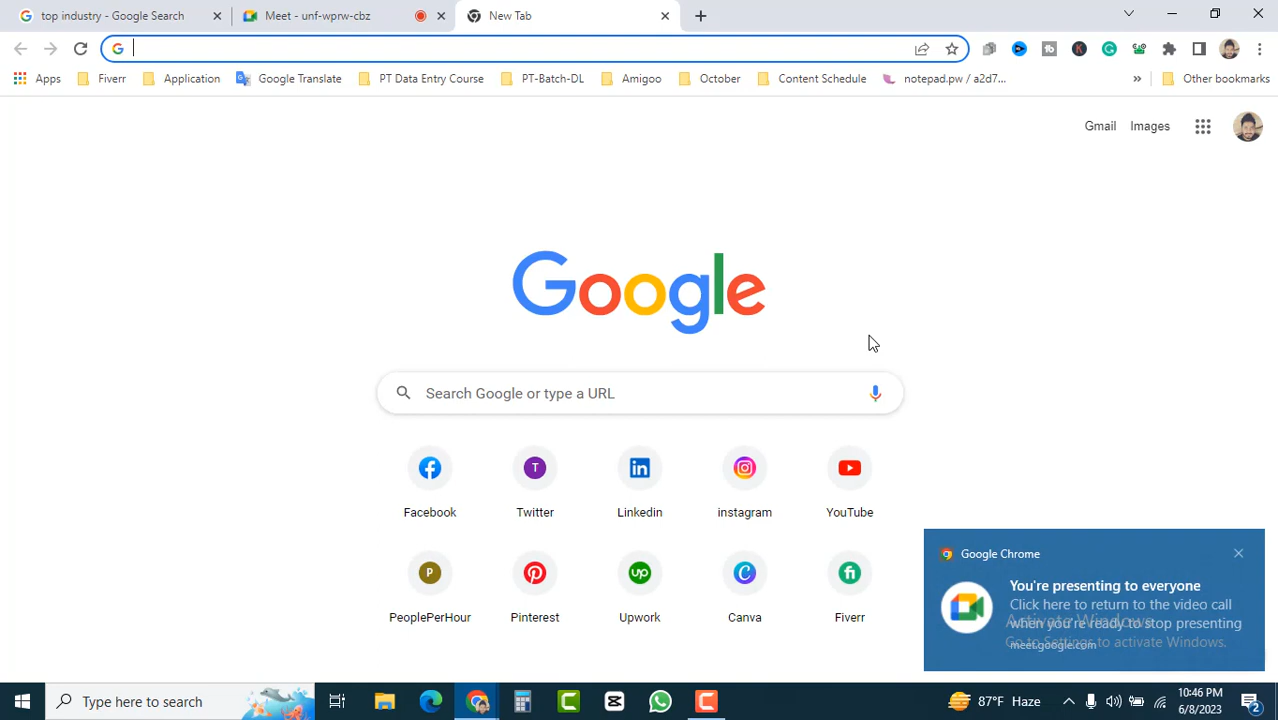 top industry - Google Search
Meet - unf-wprw-cbz
New Tab
Apps
Fiverr
Application
Google Translate
PT Data Entry Course
PT-Batch-DL
Amigoo
October
Content Schedule
notepad.pw / a2d7...
Other bookmarks
Gmail
Images
Google
Search Google or type a URL
Facebook
T
Twitter
Linkedin
instagram
YouTube
P
PeoplePerHour
Pinterest
up
Upwork
C
Canva
fi
Fiverr
Google Chrome
You're presenting to everyone
Click here to return to the video call
when you're ready to stop presenting
meet.google.com
Activate Windows
Go to Settings to activate Windows.
Type here to search
87°F Haze
10:46 PM
6/8/2023
2